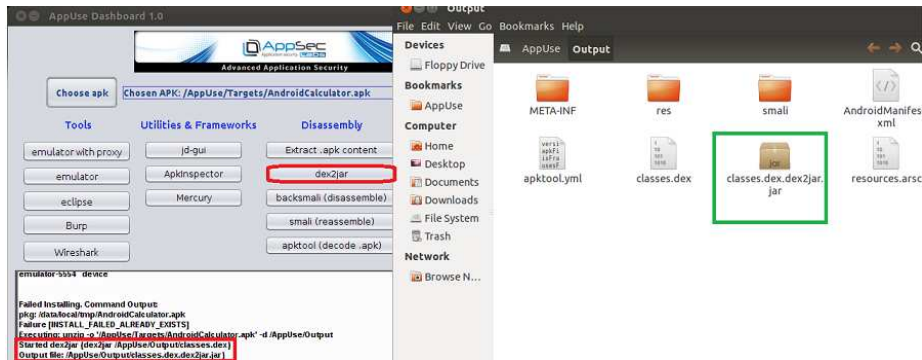 AppUse Dashboard 1.0
AppSec
Advanced Application Security
Choose apk
Chosen APK: /AppUse/Targets/AndroidCalculator.apk
Tools
Utilities & Frameworks
Disassembly
emulator with proxy
jd-gui
Extract .apk content
emulator
ApkInspector
dex2jar
eclipse
Mercury
backsmali (disassemble)
Burp
smali (reassemble)
Wireshark
apktool (decode .apk)
emulator-5554 device
Failed Installing. Command Output:
pkg: /data/local/tmp/AndroidCalculator.apk
Failure [INSTALL_FAILED_ALREADY_EXISTS]
Executing: unzip -o '/AppUse/Targets/AndroidCalculator.apk' -d /AppUse/Output
Started dex2jar (dex2jar /AppUse/Output/classes.dex)
Output file: /AppUse/Output/classes.dex.dex2jar.jar)
Output
File Edit View Go Bookmarks Help
Devices
Floppy Drive
Bookmarks
AppUse
Computer
Home
Desktop
Documents
Downloads
File System
Trash
Network
Browse N...
AppUse
Output
META-INF
res
smali
AndroidManifes
xml
apktool.yml
classes.dex
jar
classes.dex.dex2jar.
jar
resources.arsc